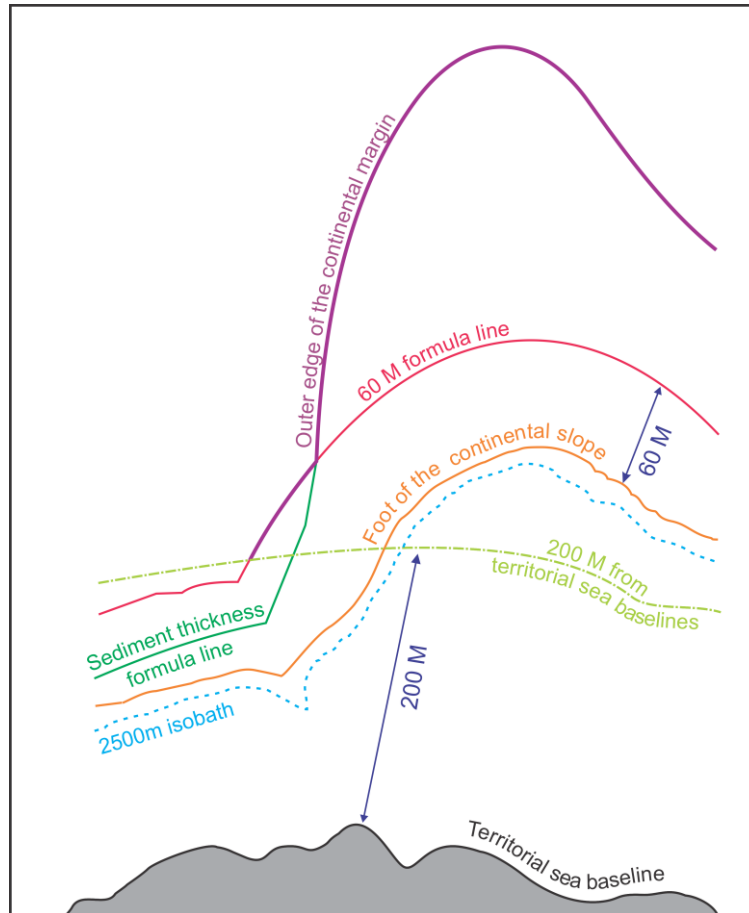 Outer edge of the continental margin
60 M formula line
Foot of the continental slope
60 M
200 M from
territorial sea baselines
Sediment thickness
formula line
200 M
2500m isobath
Territorial sea baseline